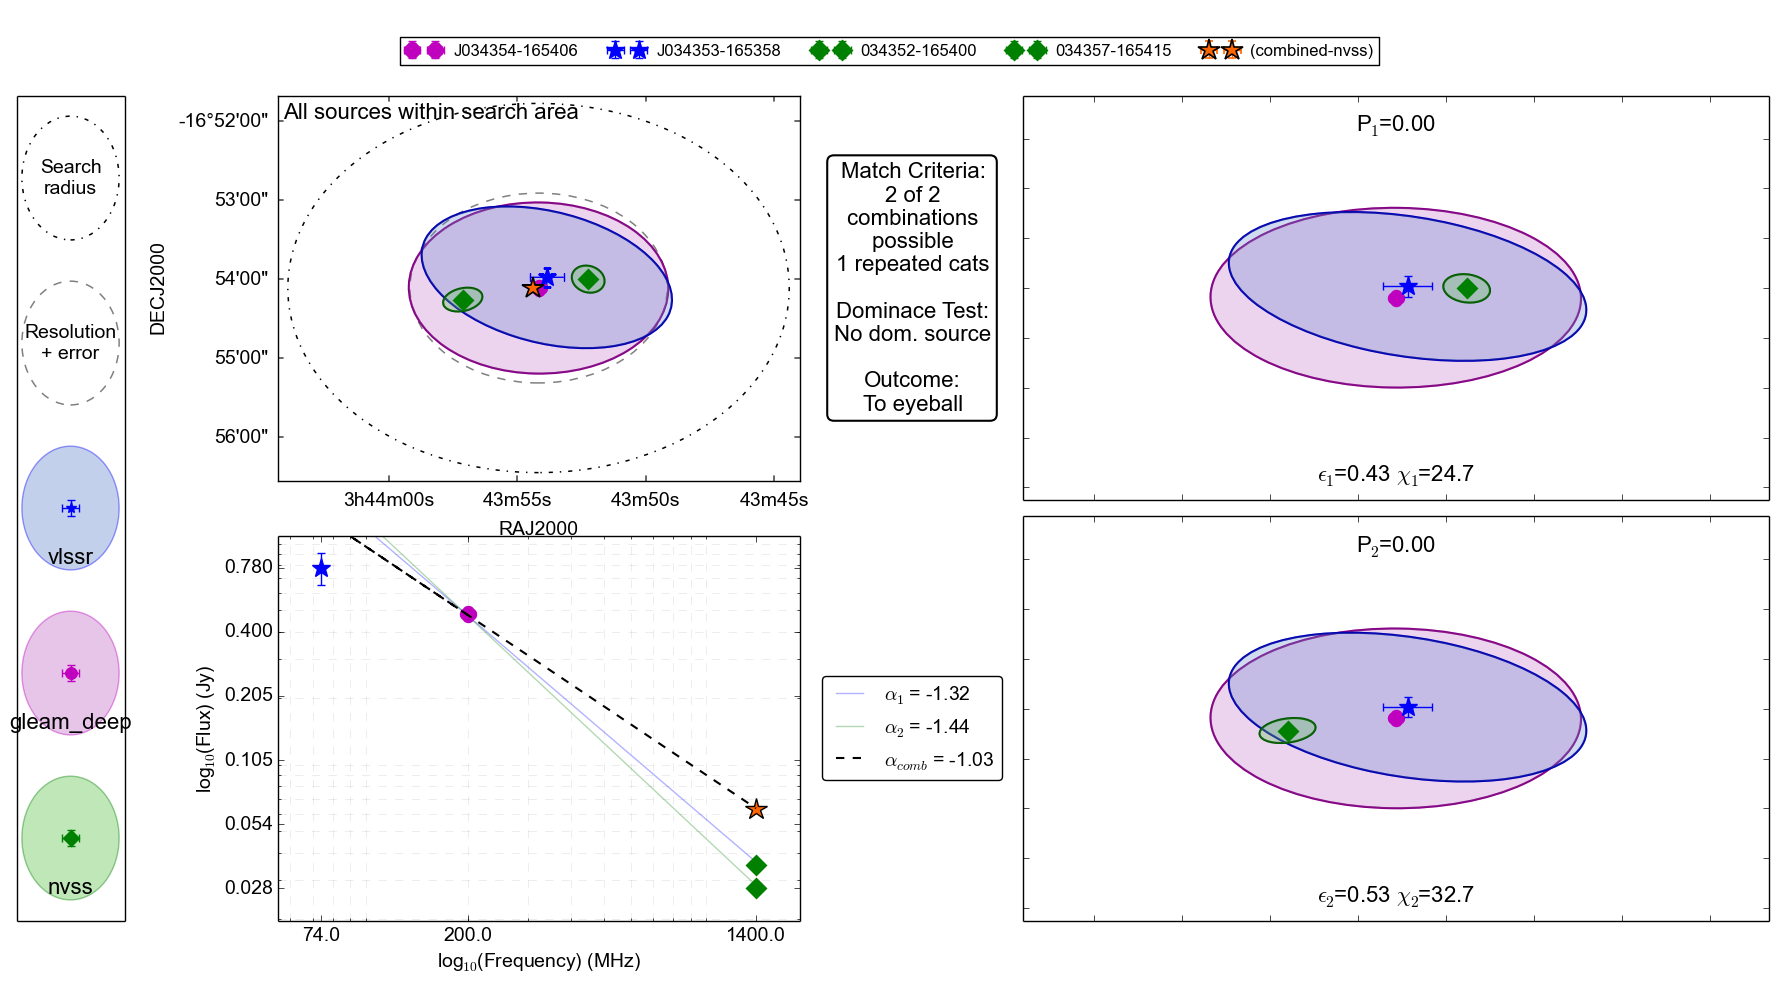 J034354-165406 J034353-165358 034352-165400 034357-165415 (combined-nvss)
Search
radius
Resolution
+ error
vlssr
gleam_deep
nvss
All sources within search area
DECJ2000
-16°52'00"
53'00"
54'00"
55'00"
56'00"
3h44m00s 43m55s 43m50s 43m45s
RAJ2000
Match Criteria:
2 of 2
combinations
possible
1 repeated cats
Dominace Test:
No dom. source
Outcome:
To eyeball
P₁=0.00
ϵ₁=0.43 χ₁=24.7
log₁₀(Flux) (Jy)
0.780
0.400
0.205
0.105
0.054
0.028
74.0 200.0 1400.0
log₁₀(Frequency) (MHz)
α₁ = -1.32
α₂ = -1.44
α_comb = -1.03
P₂=0.00
ϵ₂=0.53 χ₂=32.7